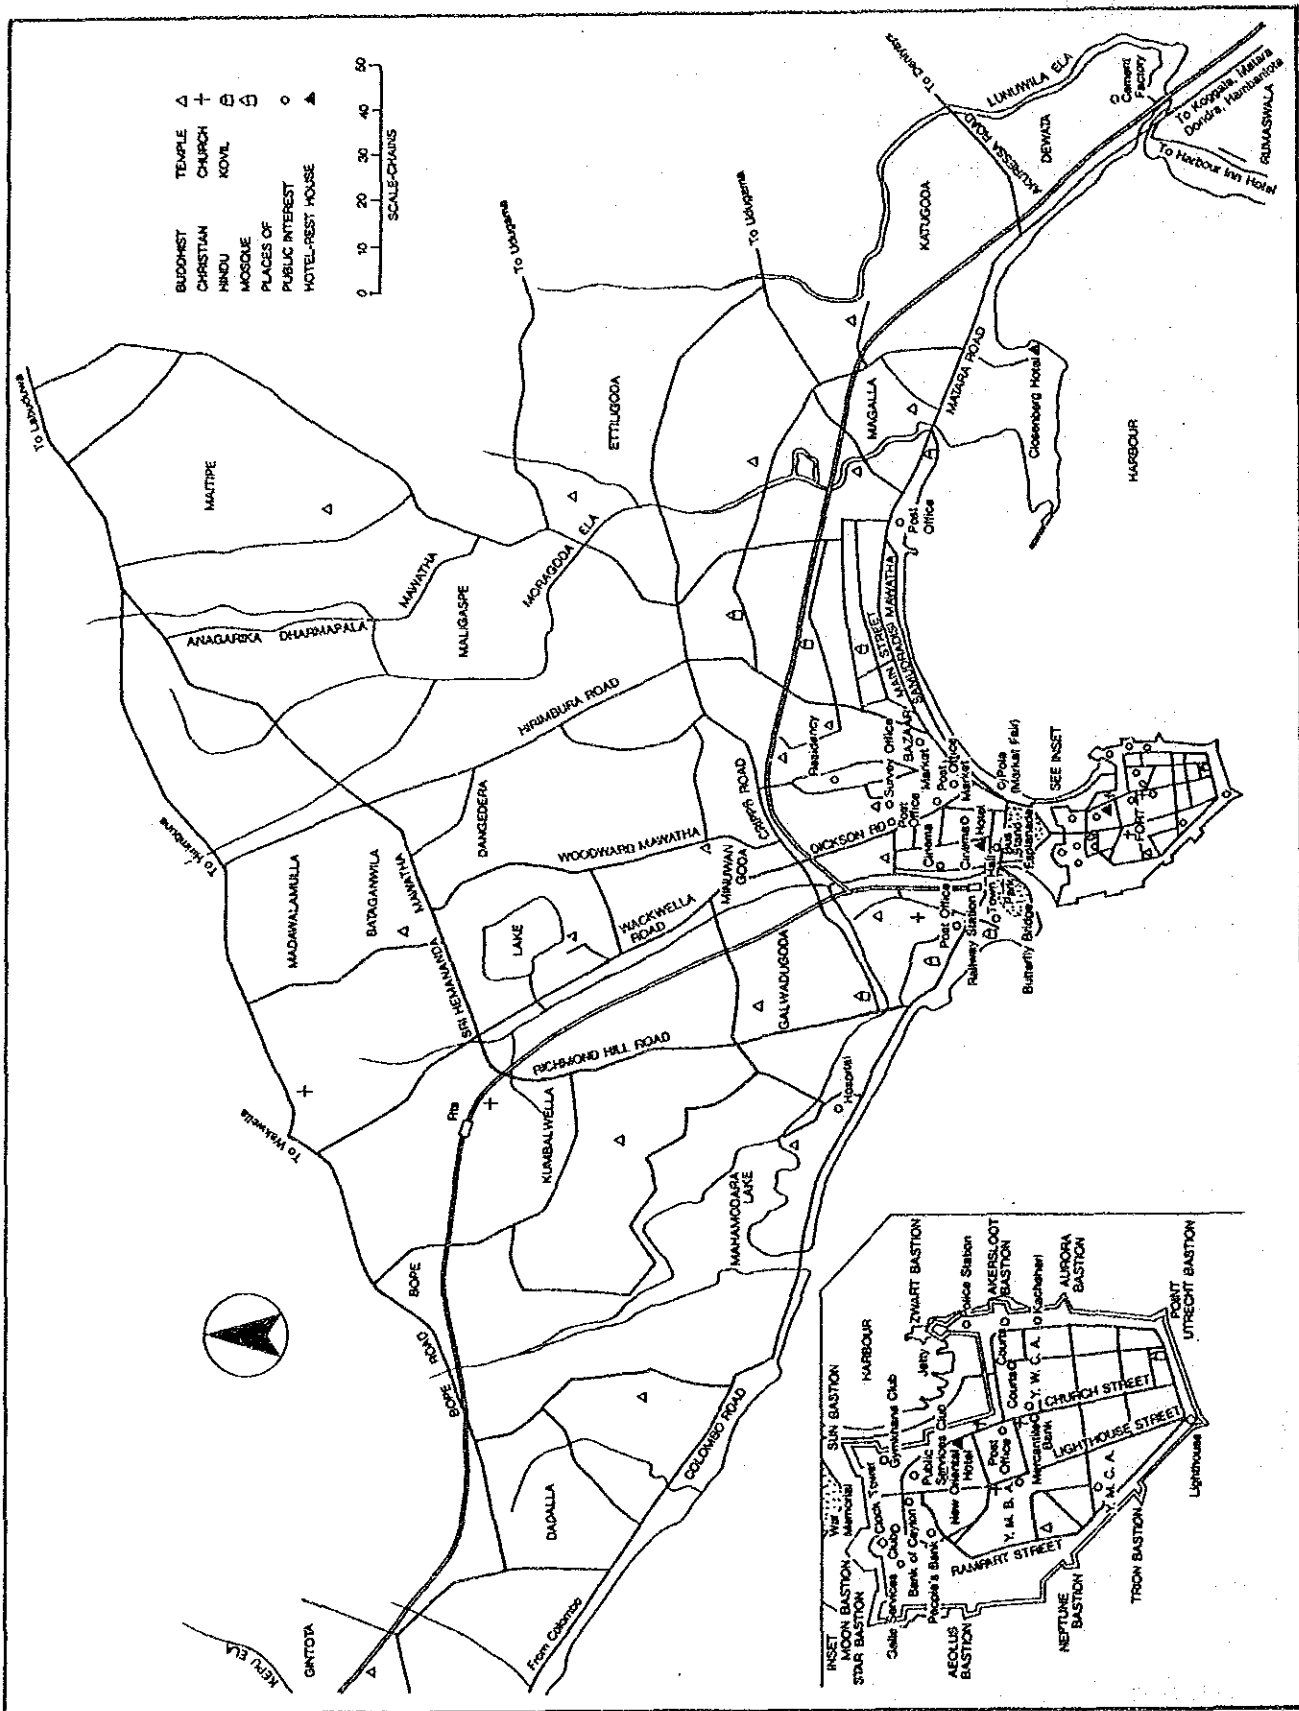 BUDDHIST TEMPLE
CHRISTIAN CHURCH
HINDU KOVIL
MOSQUE
PLACES OF
PUBLIC INTEREST
HOTEL-REST HOUSE
0 10 20 30 40 50
SCALE-CHAINS
KEPU ELA
GINTOTA
From Colombo
DADALLA
COLOMBO ROAD
BOPE ROAD
BOPE
To Wakwella
MADAWALAMULLA
BATAGANWILA
SRI HEMANANDA
MAWATHA
To Hirimbura
DANGEDERA
LAKE
WOODWARD MAWATHA
WACKWELLA
ROAD
MINUWAN
GODA
KUMBALWELLA
RICHMOND HILL ROAD
GALWADUGODA
MAHAMODARA
LAKE
Hospital
HIRIMBURA ROAD
ANAGARIKA DHARMAPALA
MAWATHA
MALIGASPE
MAITIPE
To Labuduwa
MORAGODA ELA
To Udugama
ETTILIGODA
To Udugama
CRIPPS ROAD
DICKSON RD
Residency
Survey Office
BAZAAR
Market
Post
Office
Post
Office
Market
Cinema
Cinema
Hotel
Pola
(Market Fair)
Bus
Stand
Esplanade
Town Hall
Park
Post Office
Railway Station
Butterfly Bridge
SEE INSET
FORT
MAIN STREET
SAMUDRADISI MAWATHA
Post
Office
MAGALLA
MATARA ROAD
Closenberg Hotel
HARBOUR
KATUGODA
DEWATA
AKURESSA ROAD
To Deniyaya
LUNUWILA ELA
Cement
Factory
To Koggala, Matara
Dondra, Hambantota
To Harbour Inn Hotel
RUMASWALA
INSET
MOON BASTION
STAR BASTION
War
Memorial
SUN BASTION
HARBOUR
Clock Tower
Gymkhana Club
Galle Services Club
Bank of Ceylon
People's Bank
Public
Services Club
New Oriental
Hotel
Jetty
ZWART BASTION
Police Station
AKERSLOOT
BASTION
Courts
Courts
Kachcheri
AURORA
BASTION
Post
Office
Mercantile
Bank
Y. W. C. A.
Y. M. B. A.
Y. M. C. A.
CHURCH STREET
LIGHTHOUSE STREET
RAMPART STREET
AEOLUS
BASTION
NEPTUNE
BASTION
TRION BASTION
Lighthouse
POINT
UTRECHT BASTION